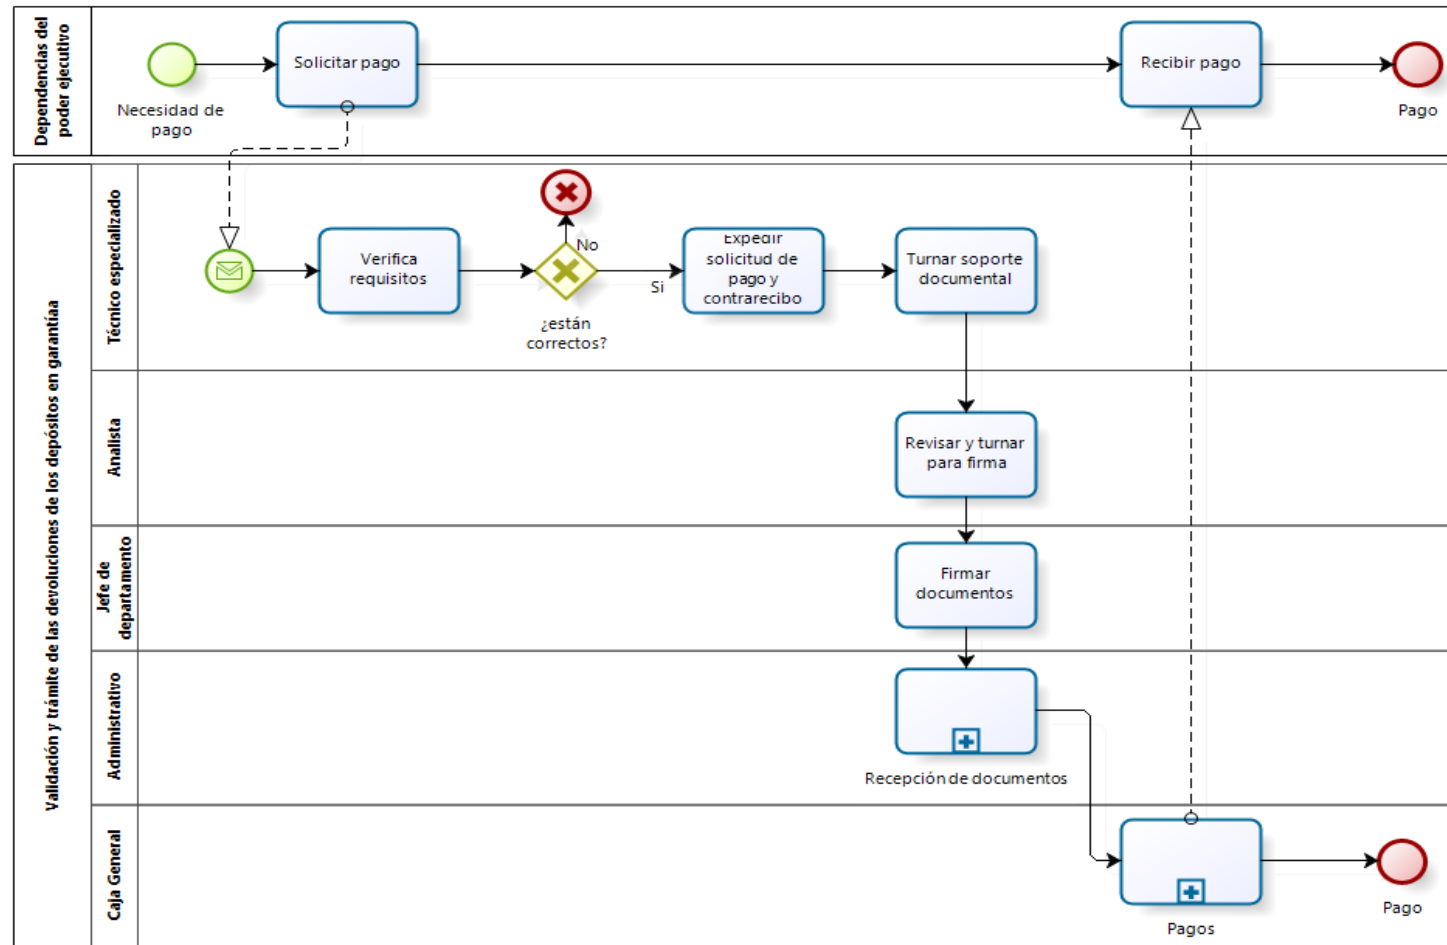 Dependencias del
poder ejecutivo
Necesidad de
pago
Solicitar pago
Recibir pago
Pago
Validación y trámite de las devoluciones de los depósitos en garantíaa
Técnico especializado
Verifica
requisitos
No
Si
¿están
correctos?
Expedir
solicitud de
pago y
contrarecibo
Turnar soporte
documental
Analista
Revisar y turnar
para firma
Jefe de
departamento
Firmar
documentos
Administrativo
Recepción de documentos
Caja General
Pagos
Pago